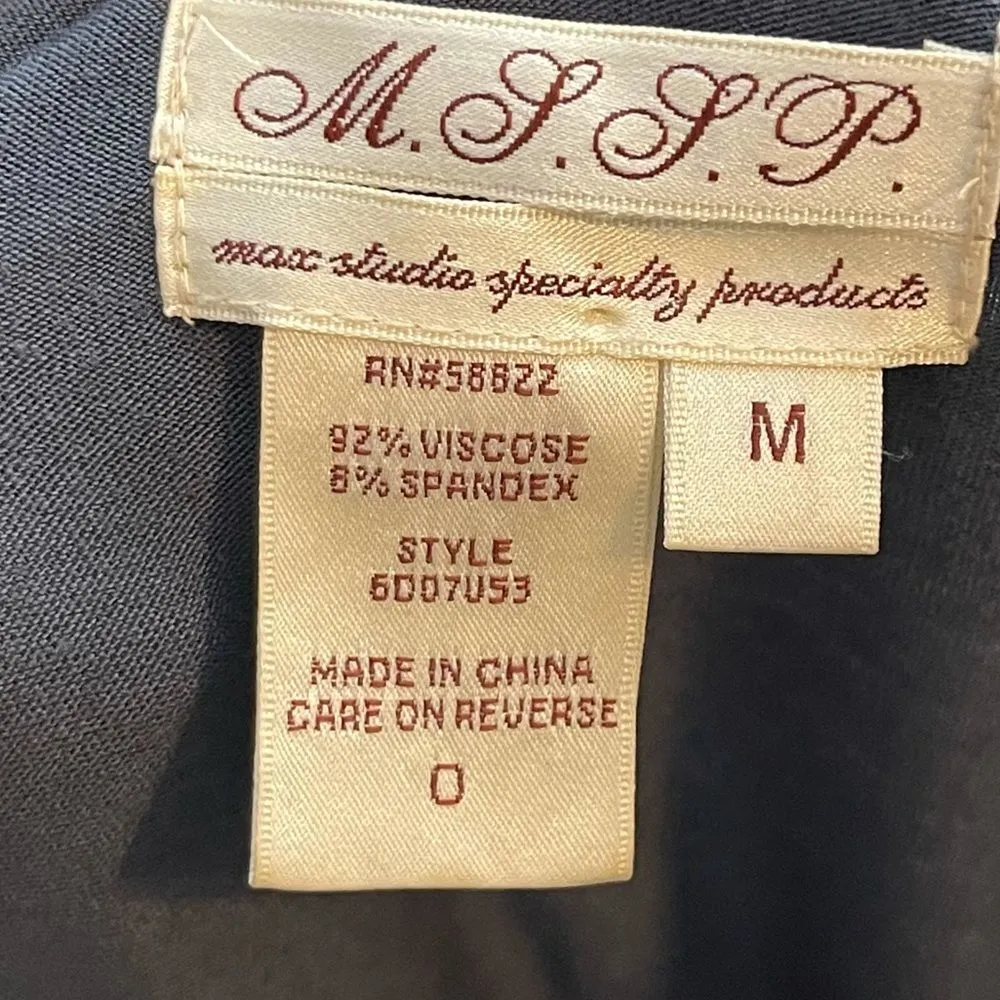 M.S.S.P.
max studio specialty products
RN#58822
92% VISCOSE
8% SPANDEX
M
STYLE
6D07U53
MADE IN CHINA
CARE ON REVERSE
O